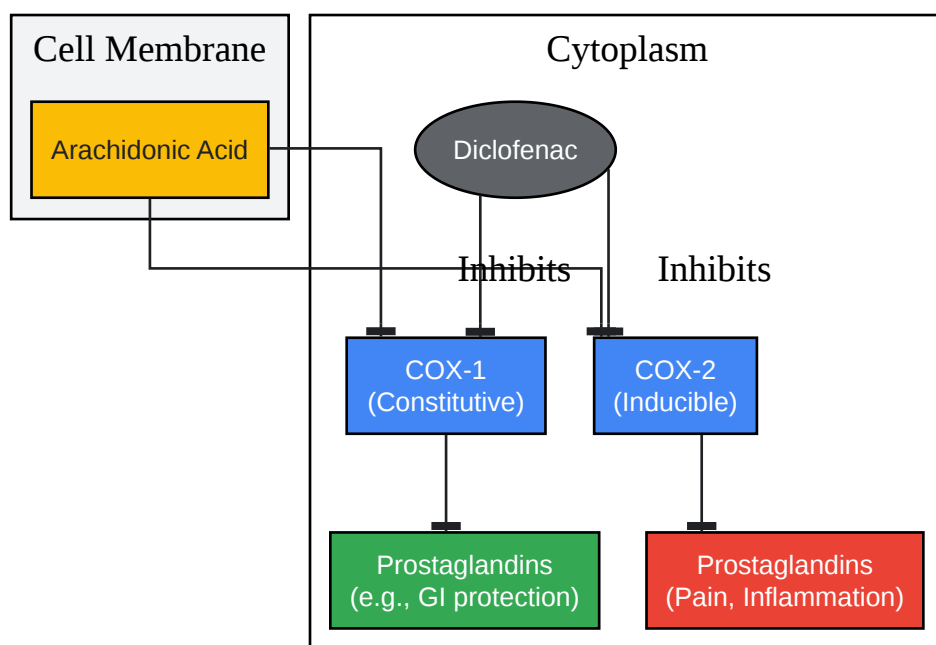 Cell Membrane
Cytoplasm
Arachidonic Acid
Diclofenac
Inhibits
Inhibits
COX-1
(Constitutive)
COX-2
(Inducible)
Prostaglandins
(e.g., GI protection)
Prostaglandins
(Pain, Inflammation)